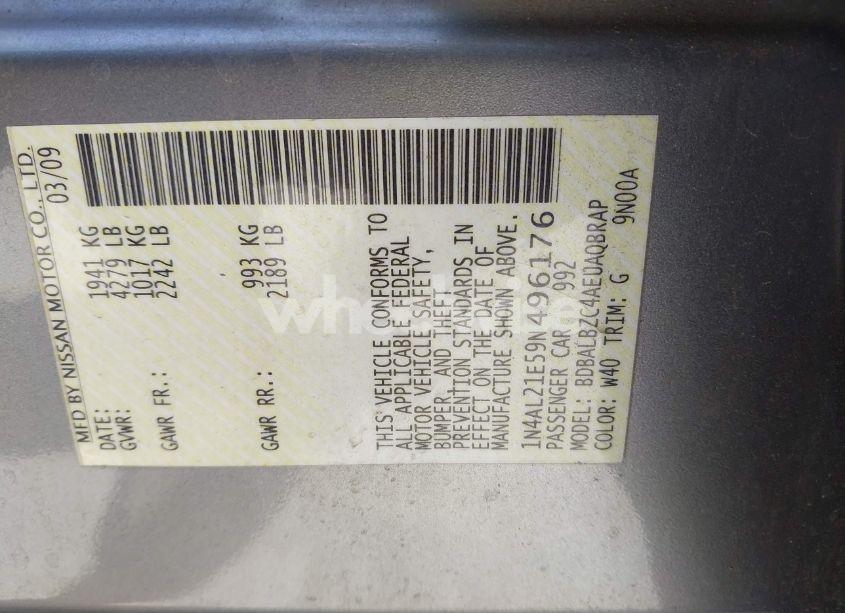 MFD BY NISSAN MOTOR CO., LTD.
DATE: 03/09
GVWR: 1941 KG
4279 LB
GAWR FR.: 1017 KG
2242 LB
GAWR RR.: 993 KG
2189 LB
THIS VEHICLE CONFORMS TO
ALL APPLICABLE FEDERAL
MOTOR VEHICLE SAFETY,
BUMPER, AND THEFT
PREVENTION STANDARDS IN
EFFECT ON THE DATE OF
MANUFACTURE SHOWN ABOVE.
1N4AL21E59N496176
PASSENGER CAR 992
MODEL: BDBALBZC4AEUAQBRAP
COLOR: W40 TRIM: G 9N00A